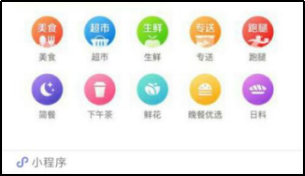 美食 超市 生鲜 专送 跑腿
美食 超市 生鲜 专送 跑腿
简餐 下午茶 鲜花 晚餐优选 日料
小程序